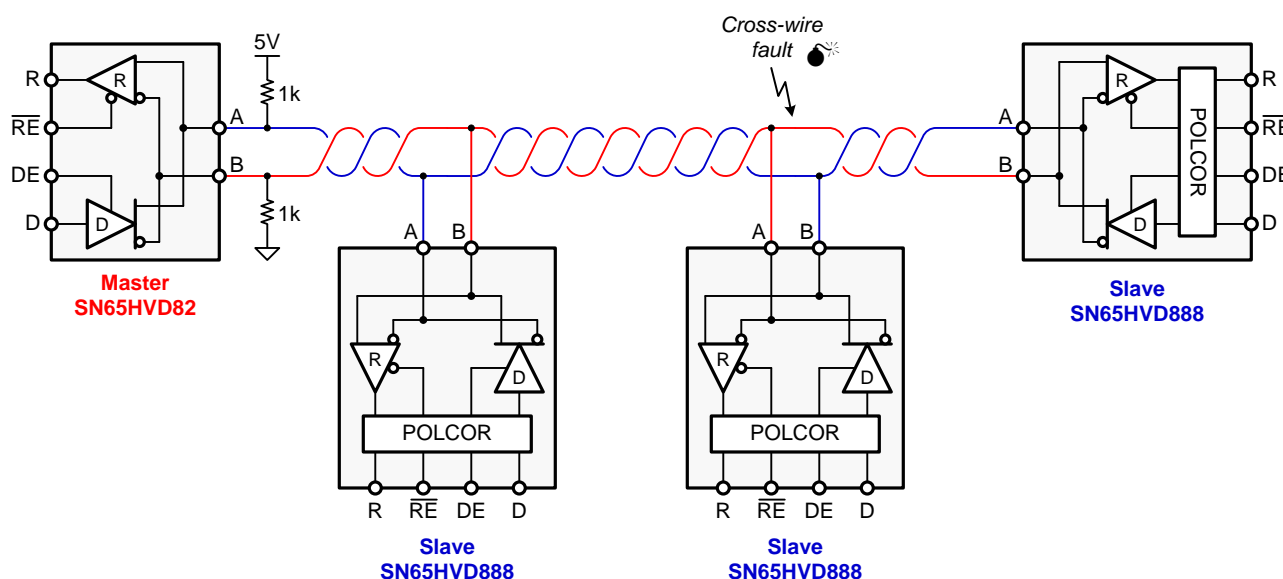 Cross-wire
fault
5V
1k
1k
R
RE
DE
D
R
D
A
B
Master
SN65HVD82
A
B
R
D
POLCOR
R
RE
DE
D
Slave
SN65HVD888
A
B
R
D
POLCOR
R
RE
DE
D
Slave
SN65HVD888
A
B
R
D
POLCOR
R
RE
DE
D
Slave
SN65HVD888